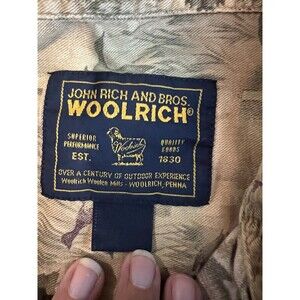 JOHN RICH AND BROS.
WOOLRICH®
SUPERIOR PERFORMANCE
QUALITY GOODS
Woolrich
EST. 1830
OVER A CENTURY OF OUTDOOR EXPERIENCE
Woolrich Woolen Mills - WOOLRICH, PENNA